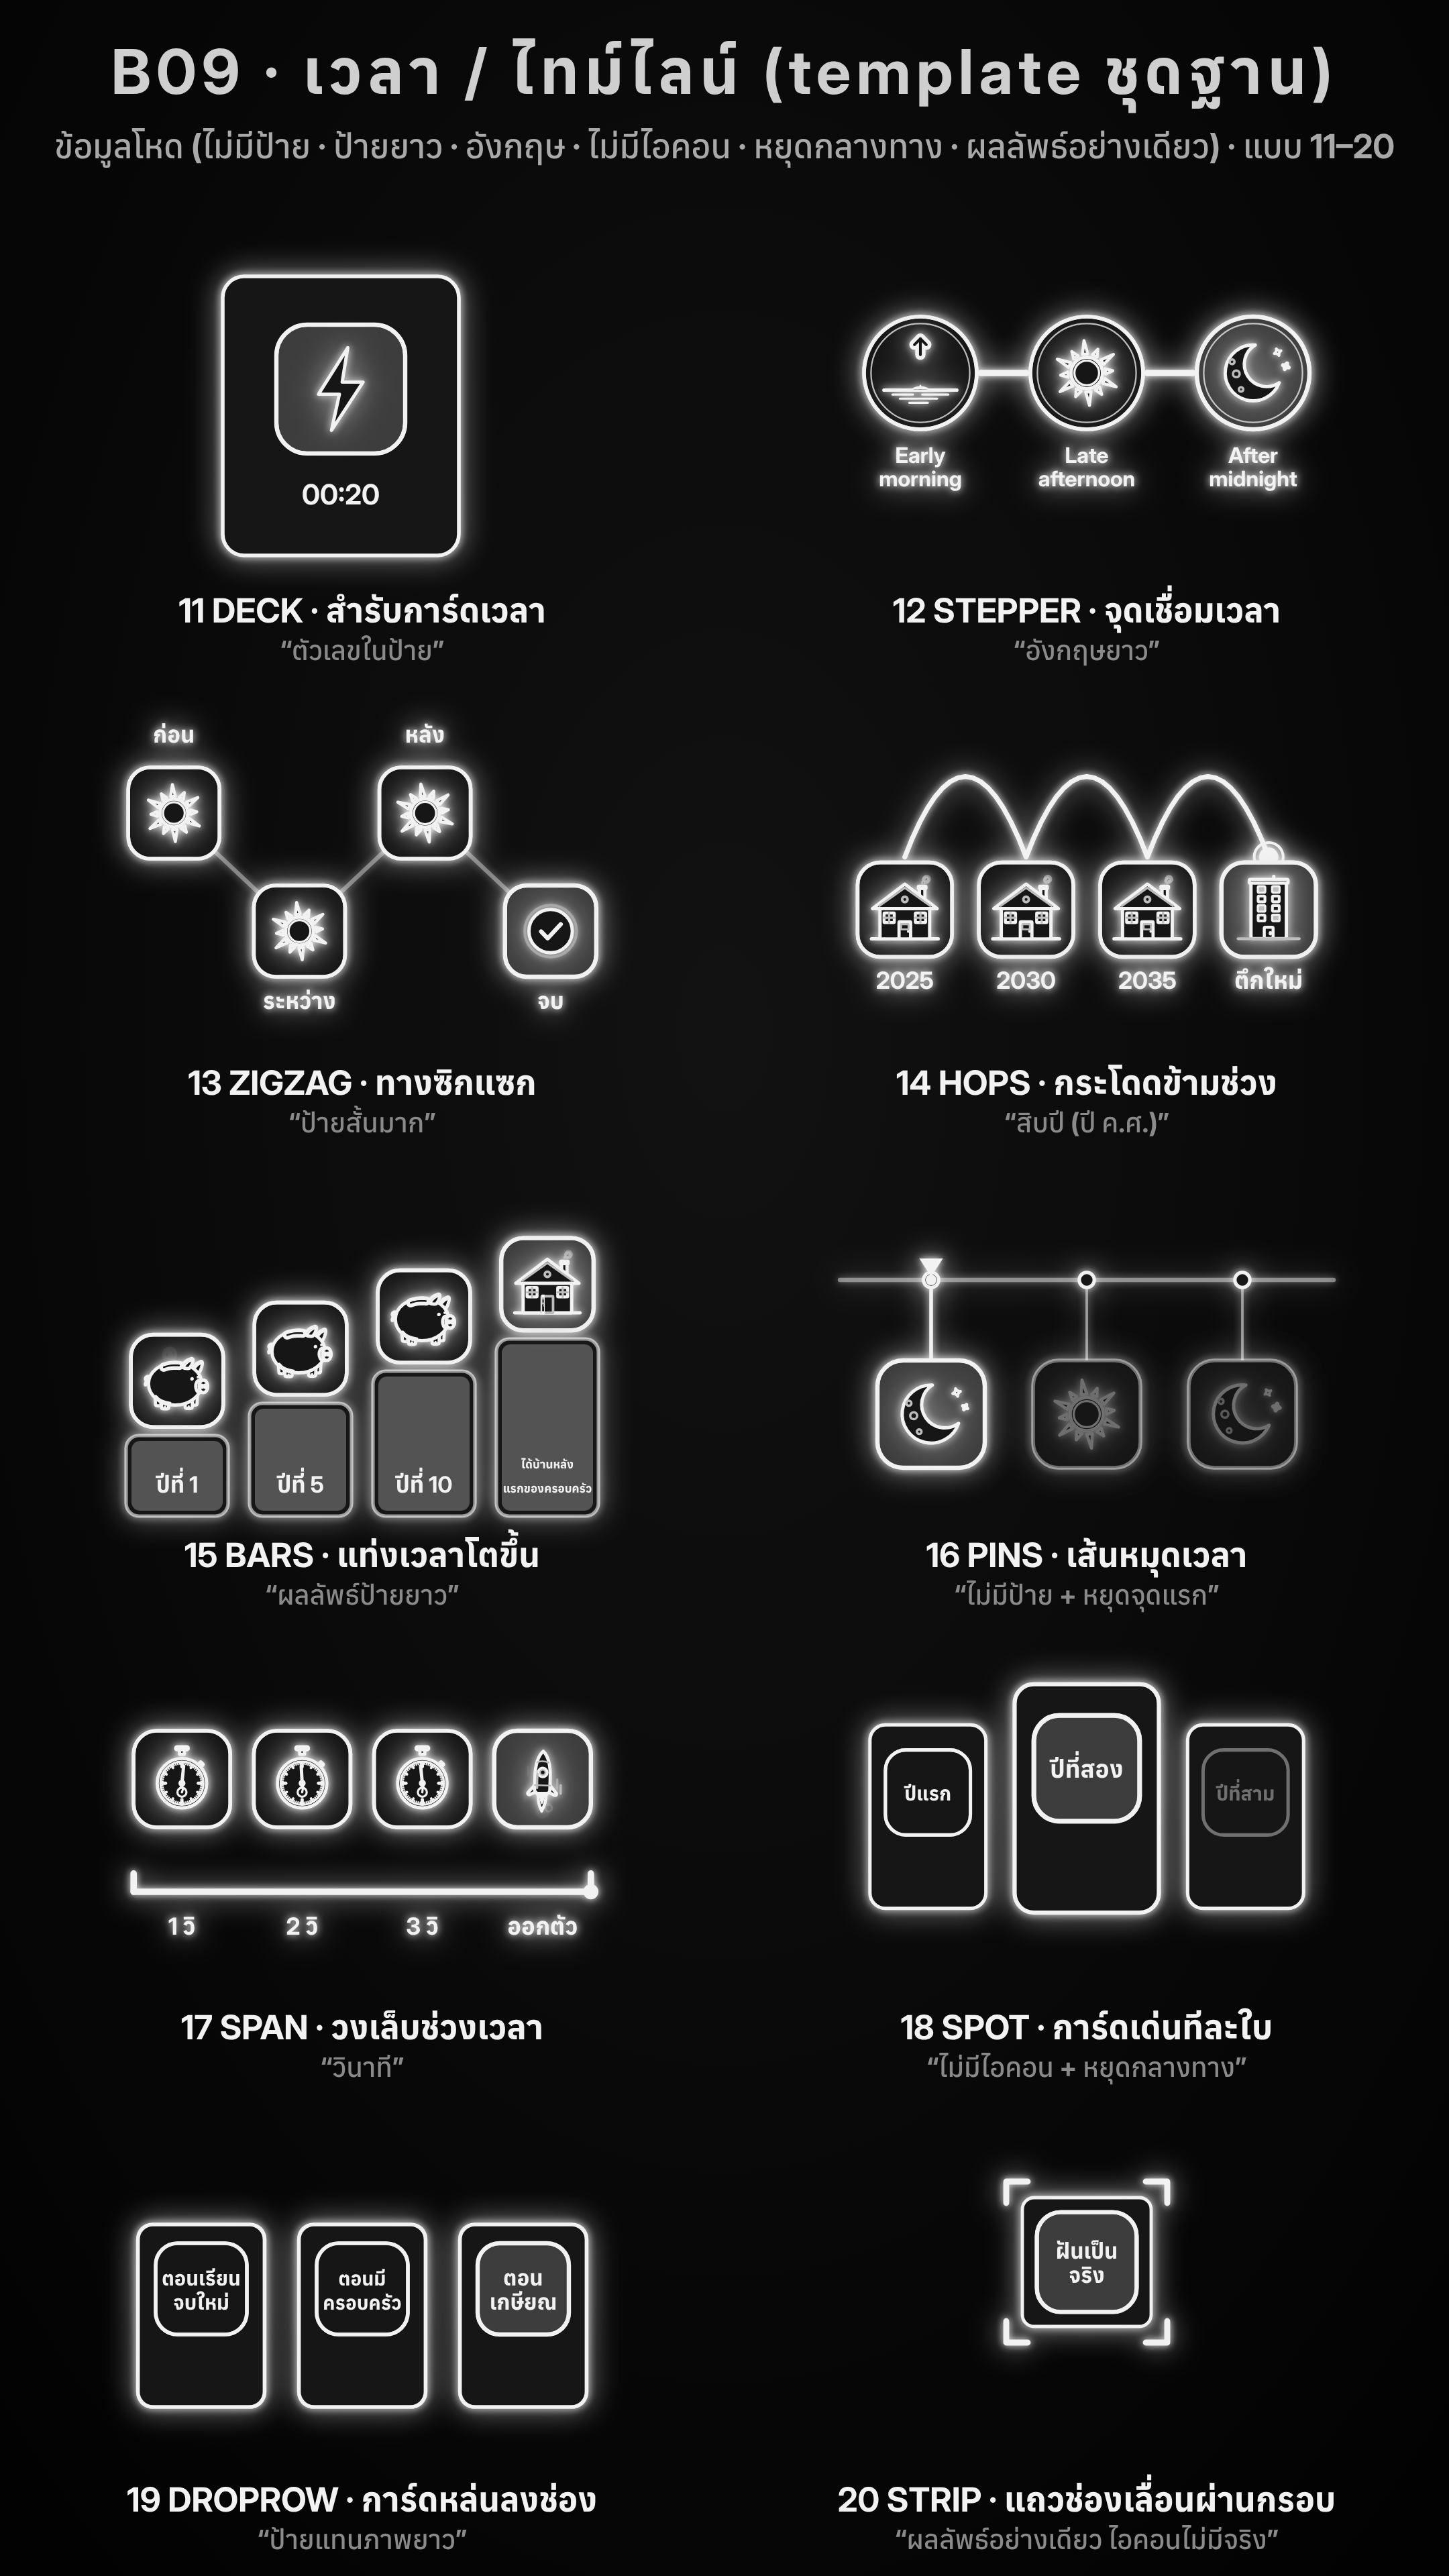 B09 · เวลา / ไทม์ไลน์ (template ชุดฐาน)
ข้อมูลโหด (ไม่มีป้าย · ป้ายยาว · อังกฤษ · ไม่มีไอคอน · หยุดกลางทาง · ผลลัพธ์อย่างเดียว) · แบบ 11–20
00:20
11 DECK · สำรับการ์ดเวลา
“ตัวเลขในป้าย”
Early
morning
Late
afternoon
After
midnight
12 STEPPER · จุดเชื่อมเวลา
“อังกฤษยาว”
ก่อน
หลัง
ระหว่าง
จบ
13 ZIGZAG · ทางซิกแซก
“ป้ายสั้นมาก”
2025
2030
2035
ตึกใหม่
14 HOPS · กระโดดข้ามช่วง
“สิบปี (ปี ค.ศ.)”
ปีที่ 1
ปีที่ 5
ปีที่ 10
ได้บ้านหลัง
แรกของครอบครัว
15 BARS · แท่งเวลาโตขึ้น
“ผลลัพธ์ป้ายยาว”
16 PINS · เส้นหมุดเวลา
“ไม่มีป้าย + หยุดจุดแรก”
1 วิ
2 วิ
3 วิ
ออกตัว
17 SPAN · วงเล็บช่วงเวลา
“วินาที”
ปีแรก
ปีที่สอง
ปีที่สาม
18 SPOT · การ์ดเด่นทีละใบ
“ไม่มีไอคอน + หยุดกลางทาง”
ตอนเรียน
จบใหม่
ตอนมี
ครอบครัว
ตอน
เกษียณ
19 DROPROW · การ์ดหล่นลงช่อง
“ป้ายแทนภาพยาว”
ฝันเป็น
จริง
20 STRIP · แถวช่องเลื่อนผ่านกรอบ
“ผลลัพธ์อย่างเดียว ไอคอนไม่มีจริง”